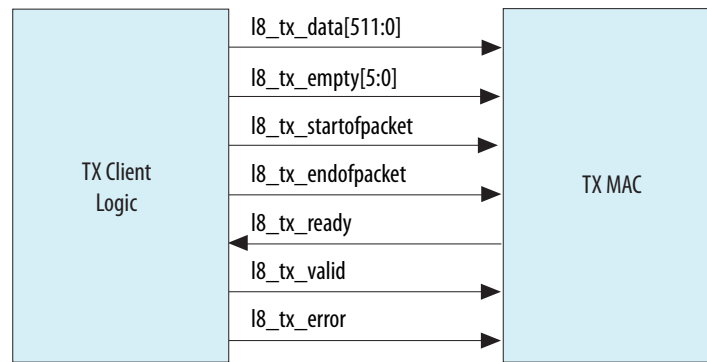 l8_tx_data[511:0]
l8_tx_empty[5:0]
l8_tx_startofpacket
l8_tx_endofpacket
TX Client
Logic
TX MAC
l8_tx_ready
l8_tx_valid
l8_tx_error